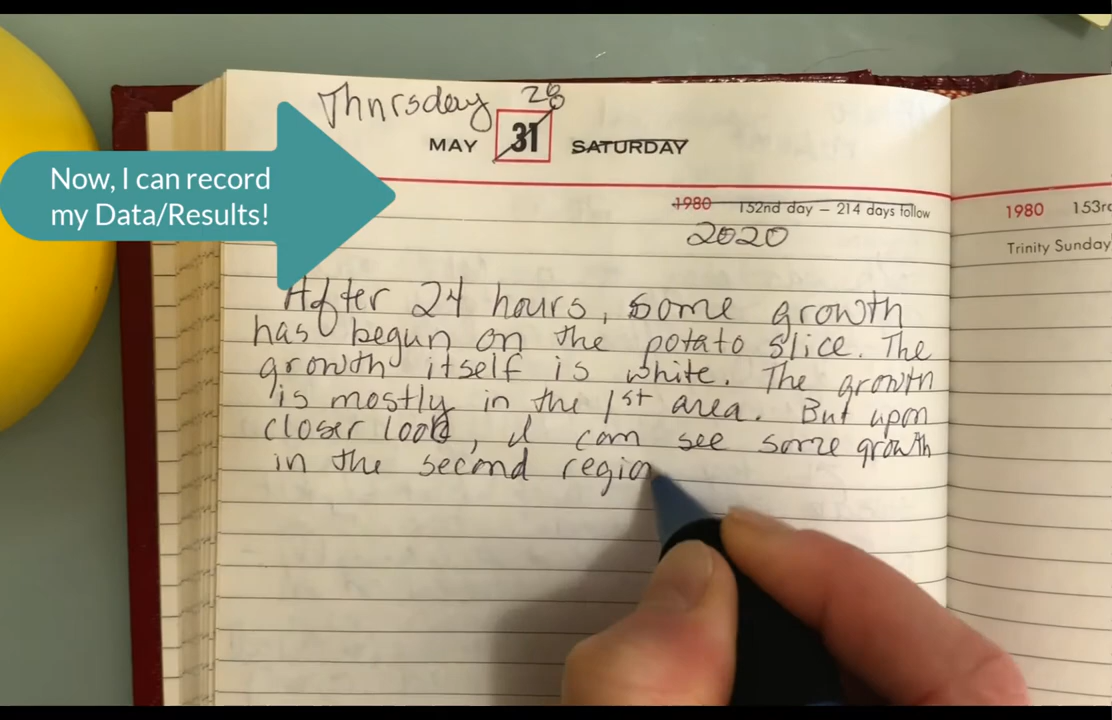 Thursday 28
MAY 31 SATURDAY
1980 152nd day – 214 days follow
2020
Now, I can record
my Data/Results!
After 24 hours, some growth
has begun on the potato slice. The
growth itself is white. The growth
is mostly in the 1st area. But upon
closer look, I can see some growth
in the second region
1980 153rd
Trinity Sunday